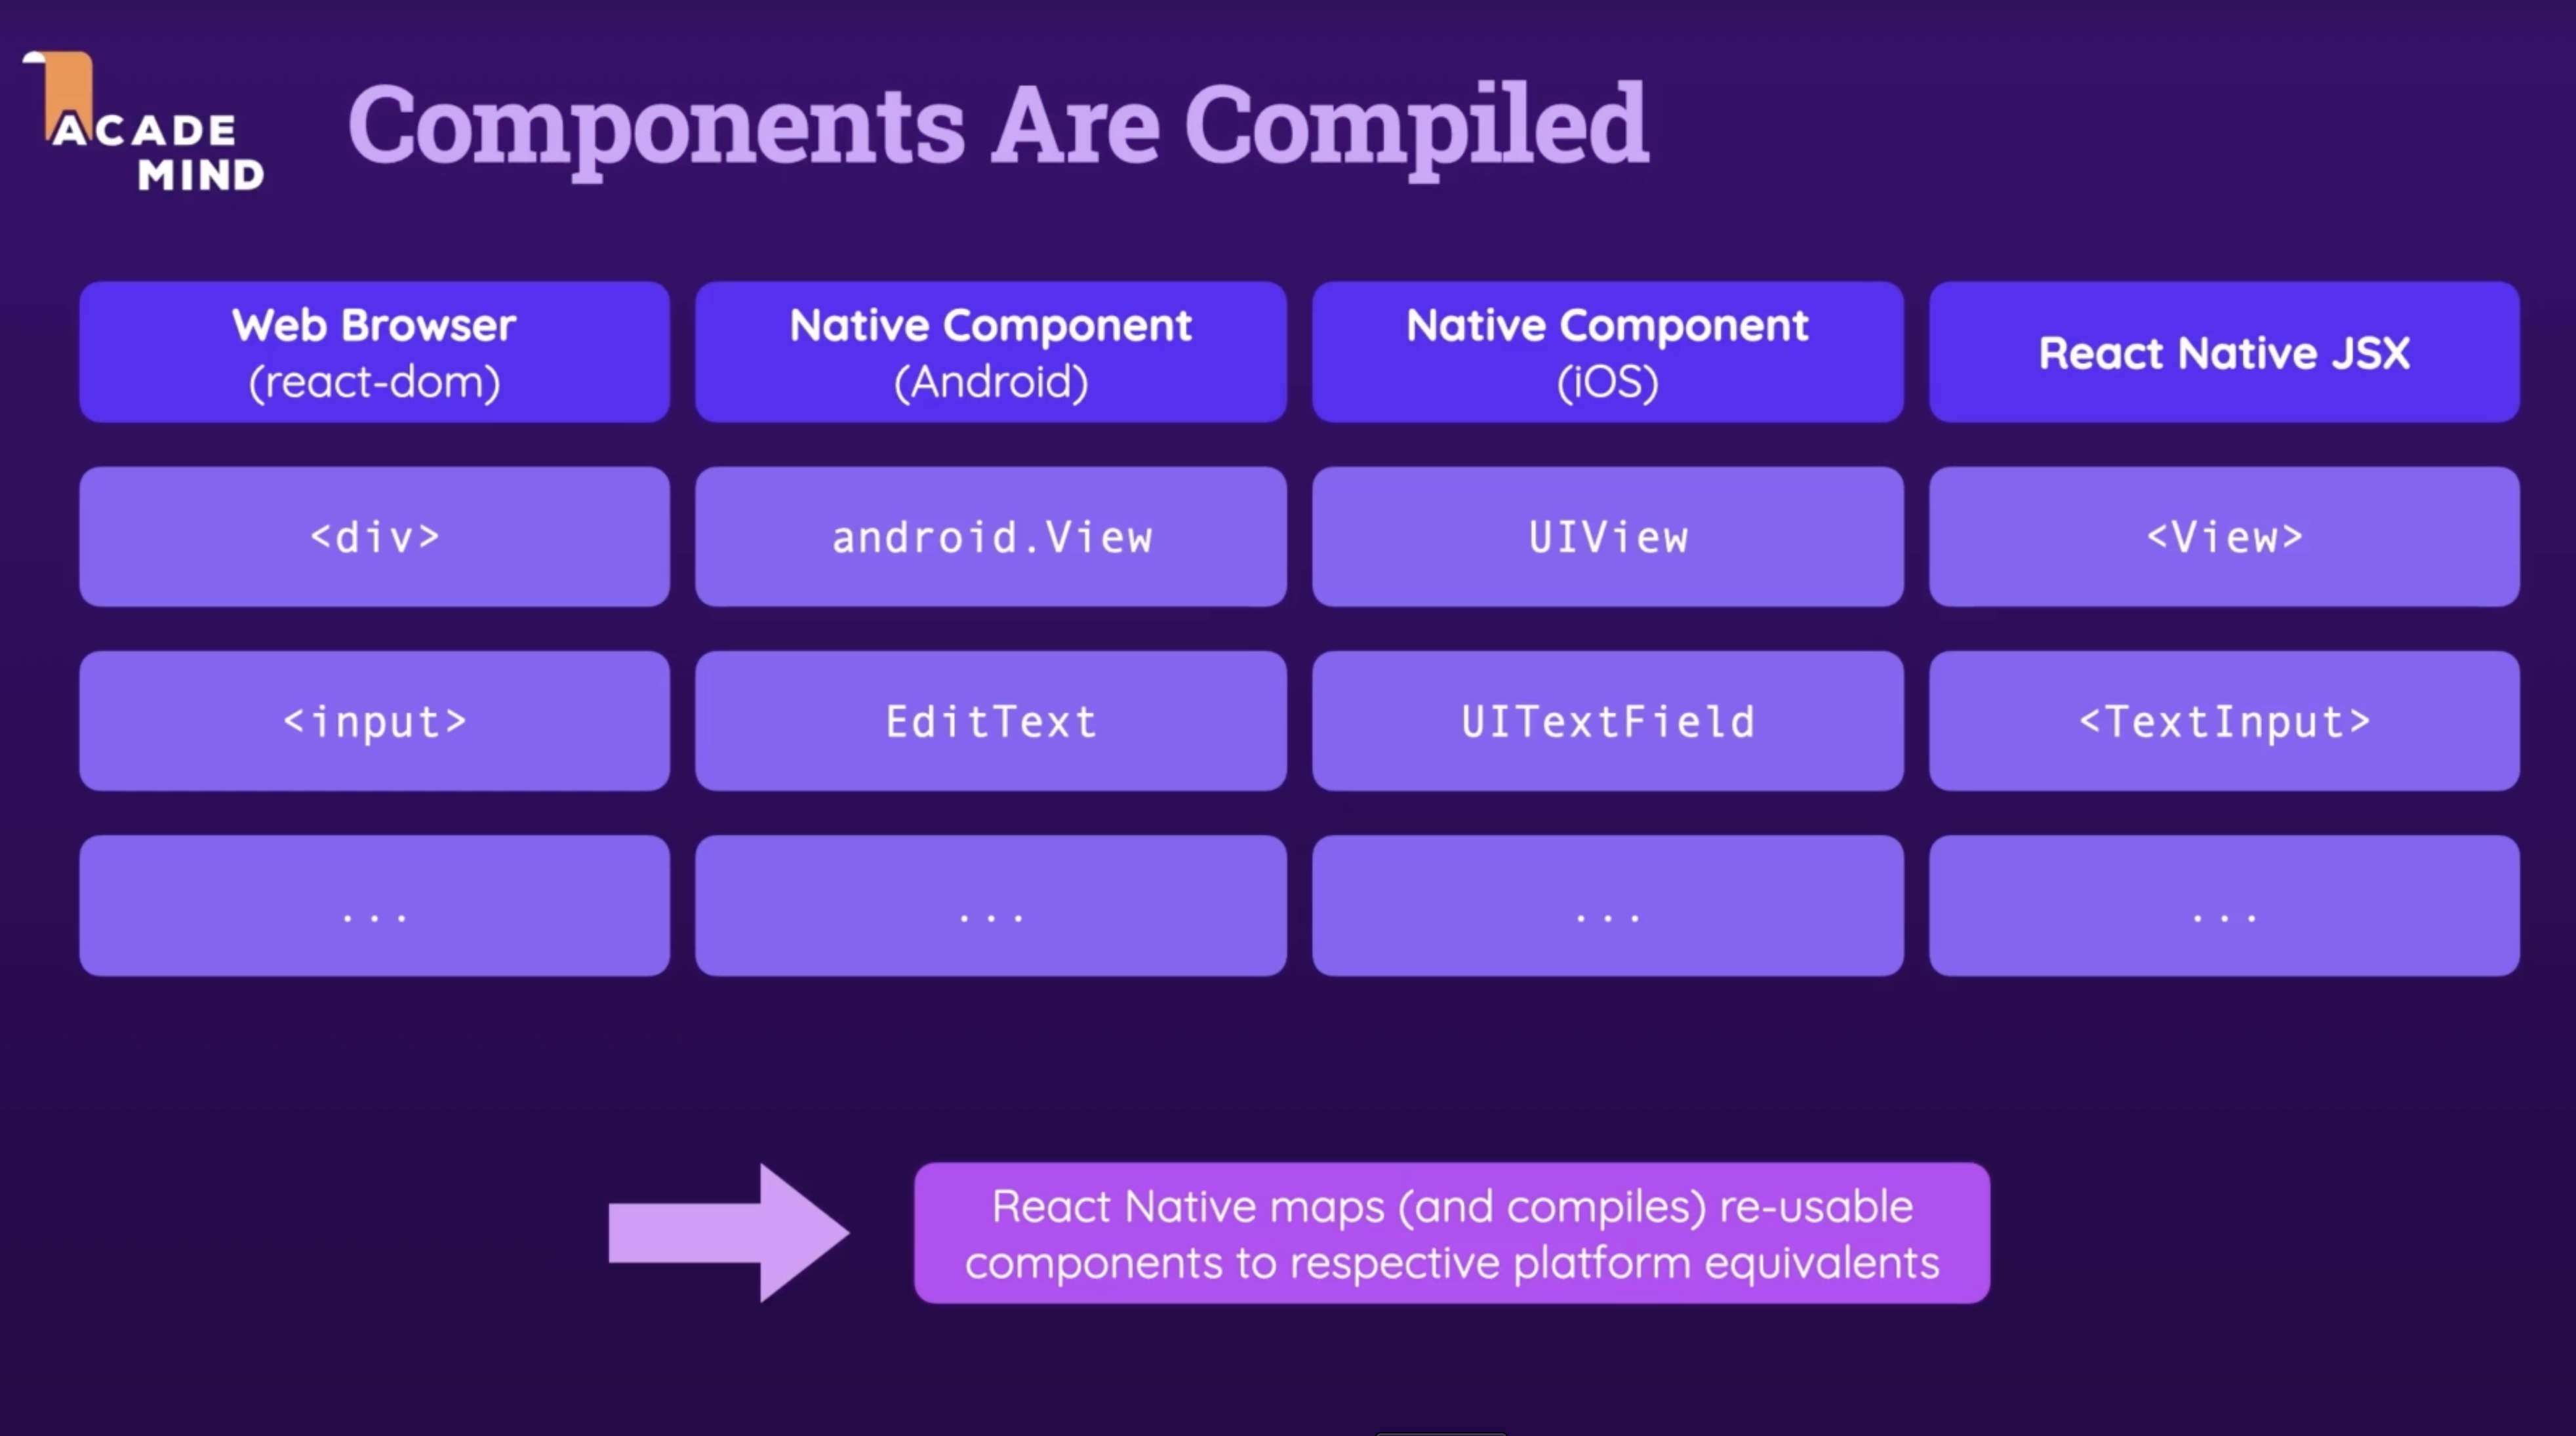 ACADE
MIND
Components Are Compiled
Web Browser
(react-dom)
Native Component
(Android)
Native Component
(iOS)
React Native JSX
<div>
android.View
UIView
<View>
<input>
EditText
UITextField
<TextInput>
...
...
...
...
React Native maps (and compiles) re-usable
components to respective platform equivalents